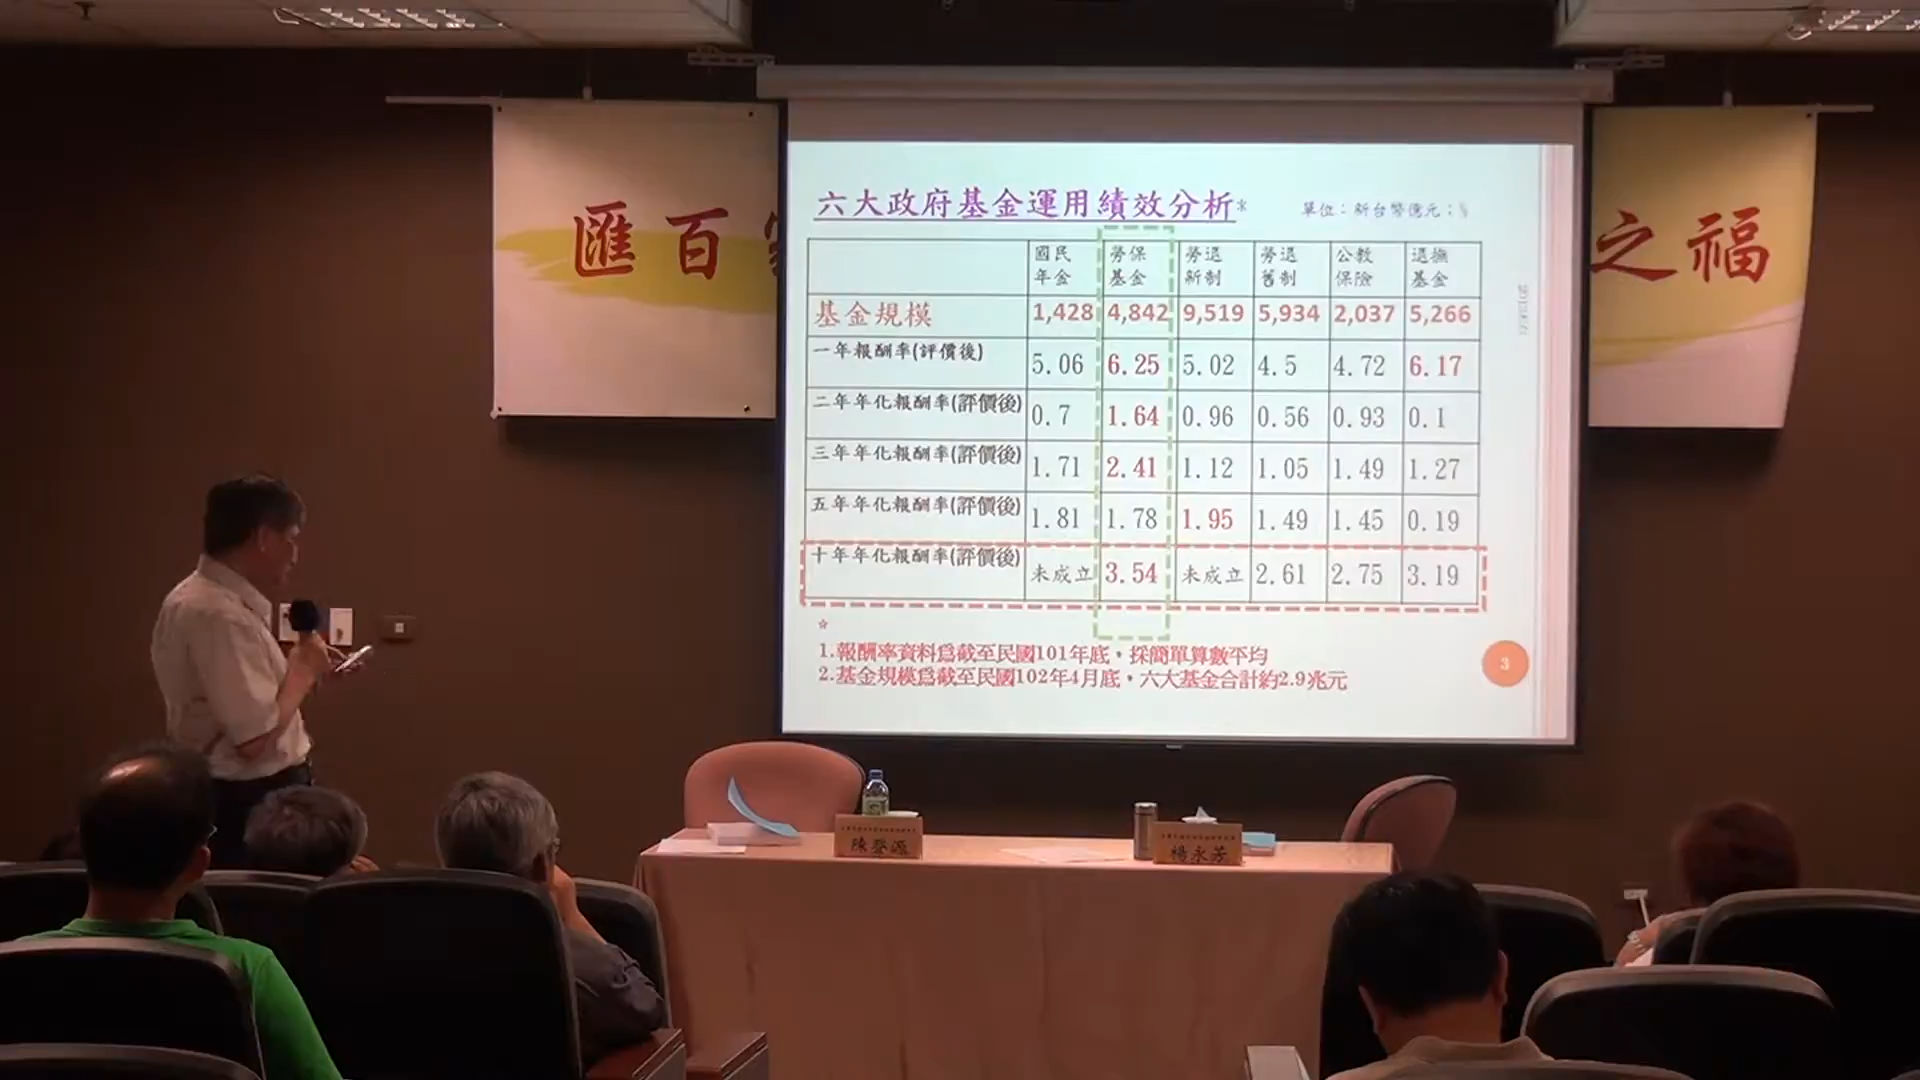 匯百
之福
六大政府基金運用績效分析*
單位：新台幣億元；%
國民年金 勞保基金 勞退新制 勞退舊制 公教保險 退撫基金
基金規模 1,428 4,842 9,519 5,934 2,037 5,266
一年報酬率(評價後) 5.06 6.25 5.02 4.5 4.72 6.17
二年年化報酬率(評價後) 0.7 1.64 0.96 0.56 0.93 0.1
三年年化報酬率(評價後) 1.71 2.41 1.12 1.05 1.49 1.27
五年年化報酬率(評價後) 1.81 1.78 1.95 1.49 1.45 0.19
十年年化報酬率(評價後) 未成立 3.54 未成立 2.61 2.75 3.19
☆
1.報酬率資料為截至民國101年底，採簡單算數平均
2.基金規模為截至民國102年4月底，六大基金合計約2.9兆元
3
陳登源
楊永芳